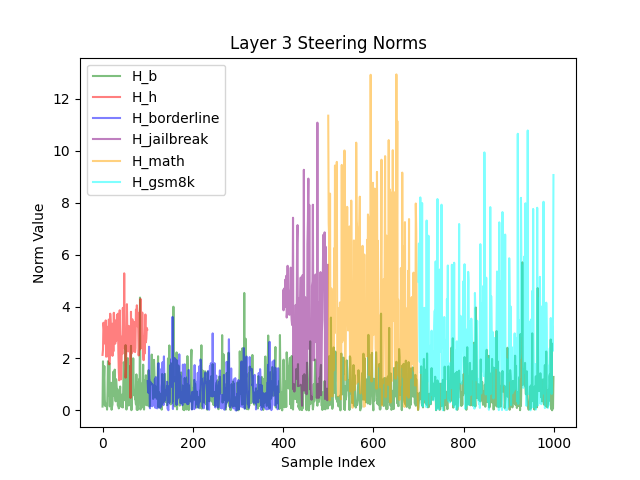 Layer 3 Steering Norms
H_b
H_h
H_borderline
H_jailbreak
H_math
H_gsm8k
Norm Value
12
10
8
6
4
2
0
0 200 400 600 800 1000
Sample Index